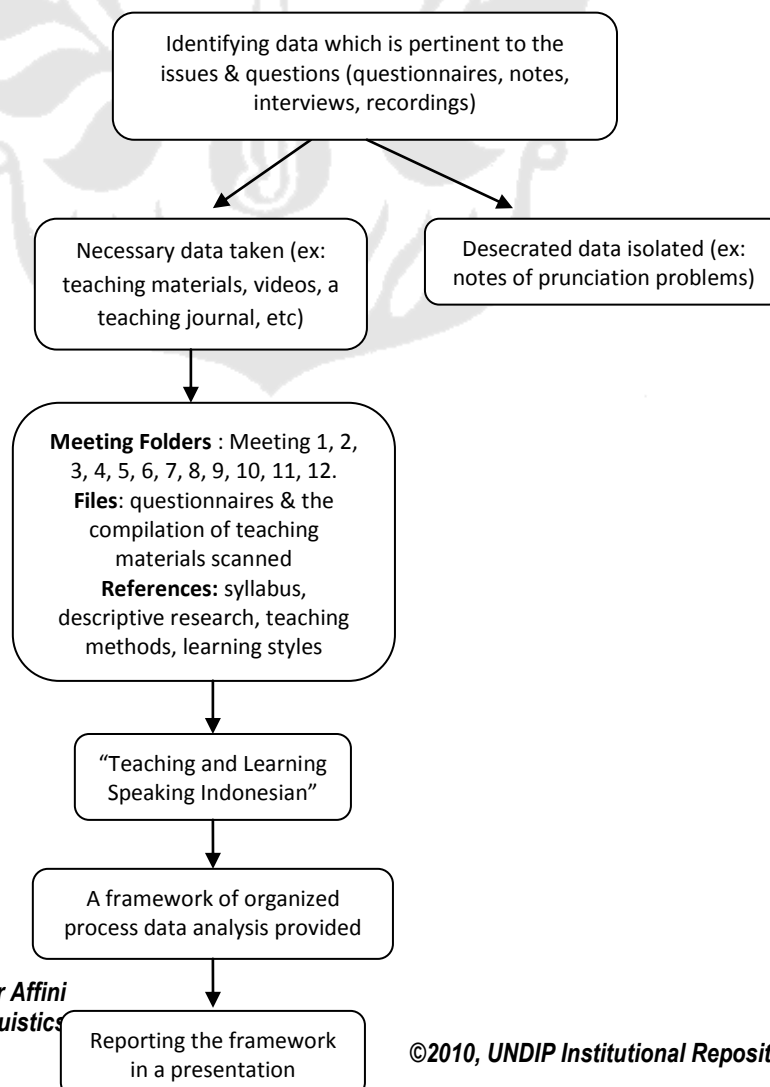 Identifying data which is pertinent to the
issues & questions (questionnaires, notes,
interviews, recordings)
Necessary data taken (ex:
teaching materials, videos, a
teaching journal, etc)
Desecrated data isolated (ex:
notes of prunciation problems)
Meeting Folders : Meeting 1, 2,
3, 4, 5, 6, 7, 8, 9, 10, 11, 12.
Files: questionnaires & the
compilation of teaching
materials scanned
References: syllabus,
descriptive research, teaching
methods, learning styles
“Teaching and Learning
Speaking Indonesian”
A framework of organized
process data analysis provided
r Affini
uistics
Reporting the framework
in a presentation
©2010, UNDIP Institutional Reposit